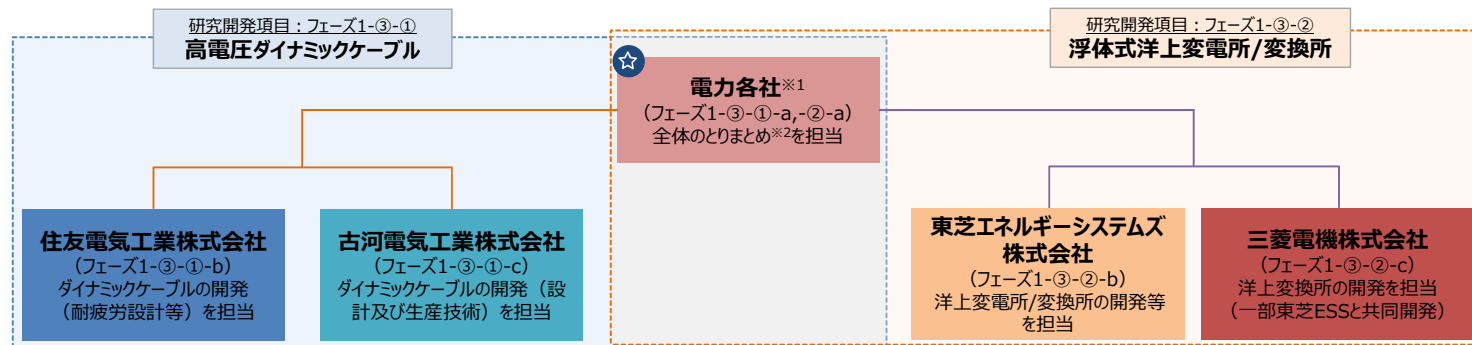 研究開発項目：フェーズ1-③-①
高電圧ダイナミックケーブル
研究開発項目：フェーズ1-③-②
浮体式洋上変電所/変換所
電力各社※1
（フェーズ1-③-①-a,-②-a）
全体のとりまとめ※2を担当
住友電気工業株式会社
（フェーズ1-③-①-b）
ダイナミックケーブルの開発
（耐疲労設計等）を担当
古河電気工業株式会社
（フェーズ1-③-①-c）
ダイナミックケーブルの開発（設
計及び生産技術）を担当
東芝エネルギーシステムズ
株式会社
（フェーズ1-③-②-b）
洋上変電所/変換所の開発等
を担当
三菱電機株式会社
（フェーズ1-③-②-c）
洋上変換所の開発を担当
（一部東芝ESSと共同開発）